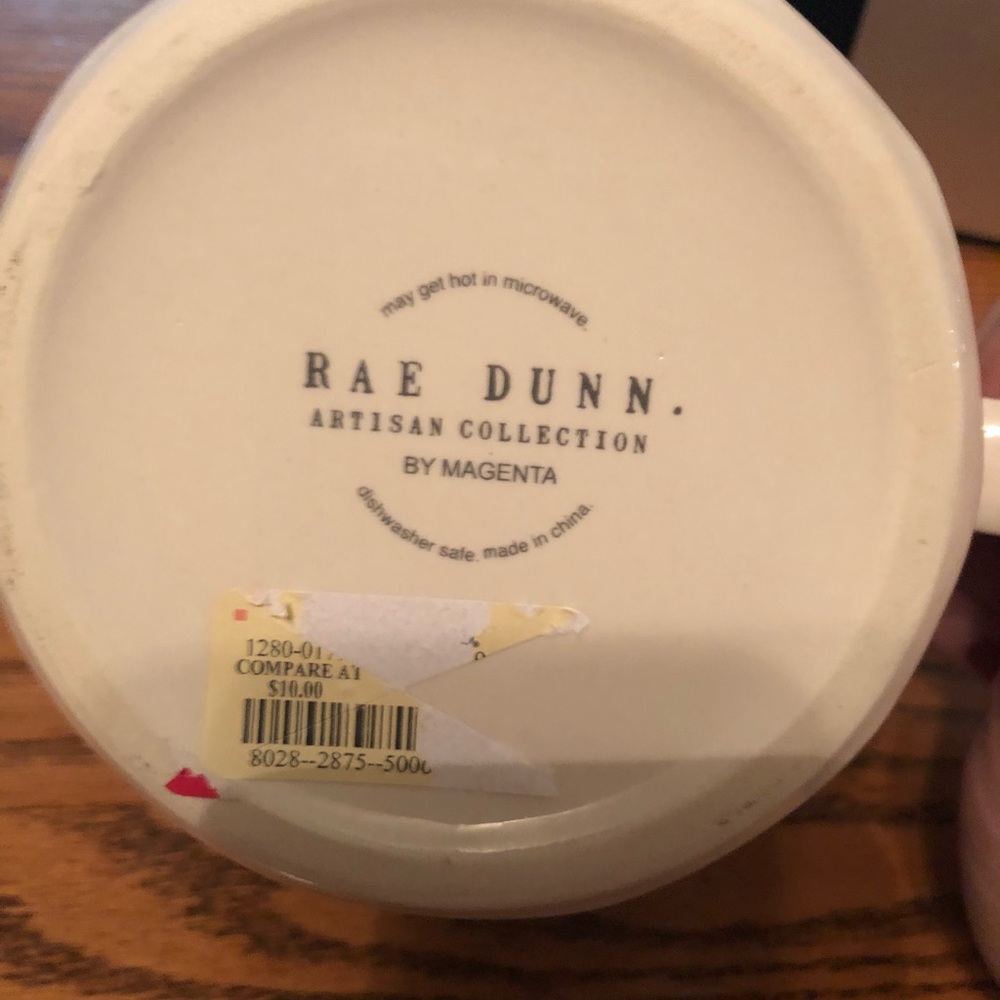 may get hot in microwave.
RAE DUNN.
ARTISAN COLLECTION
BY MAGENTA
dishwasher safe. made in china.
COMPARE AT
$10.00